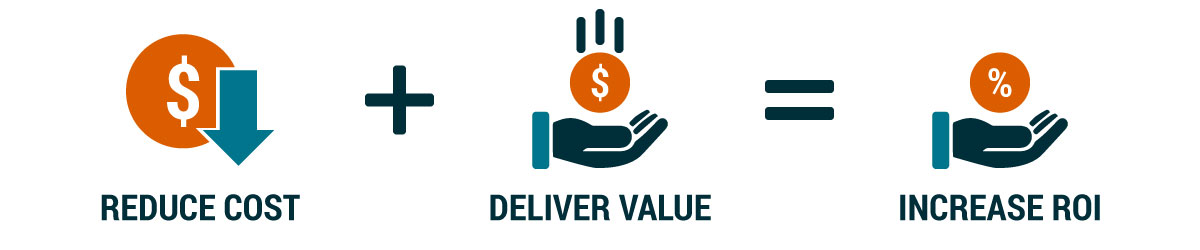 $ + $ = %
REDUCE COST DELIVER VALUE INCREASE ROI